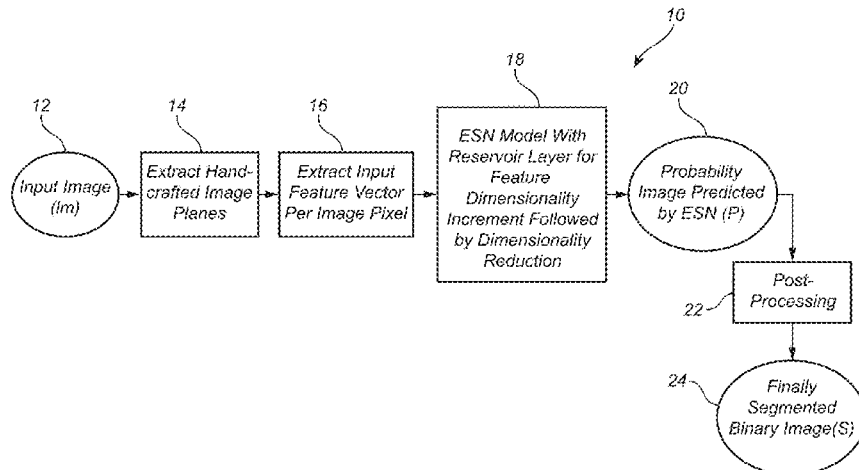 10
12
Input Image
(Im)
14
Extract Hand-
crafted Image
Planes
16
Extract Input
Feature Vector
Per Image Pixel
18
ESN Model With
Reservoir Layer for
Feature
Dimensionality
Increment Followed
by Dimensionality
Reduction
20
Probability
Image Predicted
by ESN (P)
22
Post-
Processing
24
Finally
Segmented
Binary Image(S)